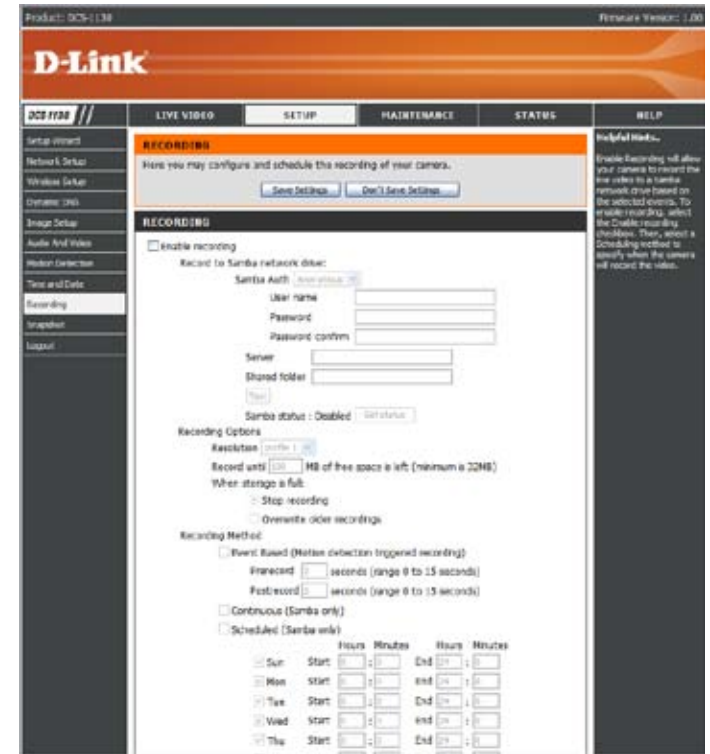 Product: DCS-1130
Firmware Version: 1.00
D-Link
DCS-1130 //
LIVE VIDEO
SETUP
MAINTENANCE
STATUS
HELP
Setup Wizard
Network Setup
Wireless Setup
Dynamic DNS
Image Setup
Audio And Video
Motion Detection
Time and Date
Recording
Snapshot
Logout
RECORDING
Here you may configure and schedule the recording of your camera.
Save Settings
Don't Save Settings
RECORDING
Enable recording
Record to Samba network drive:
Samba Auth
User name
Password
Password confirm
Server
Shared folder
Test
Samba status : Disabled
Get status
Recording Options
Resolution profile 1
Record until MB of free space is left (minimum is 32MB)
When storage is full:
Stop recording
Overwrite older recordings
Recording Method
Event Based (Motion detection triggered recording)
Prerecord seconds (range 0 to 15 seconds)
Postrecord seconds (range 0 to 15 seconds)
Continuous (Samba only)
Scheduled (Samba only)
Hours Minutes Hours Minutes
Sun Start : End 24 :
Mon Start : End 24 :
Tue Start : End 24 :
Wed Start : End 24 :
Thu Start : End 24 :
Helpful Hints..
Enable Recording will allow
your camera to record the
live video to a samba
network drive based on
the selected events. To
enable recording, select
the Enable recording
checkbox. Then, select a
Scheduling method to
specify when the camera
will record the video.